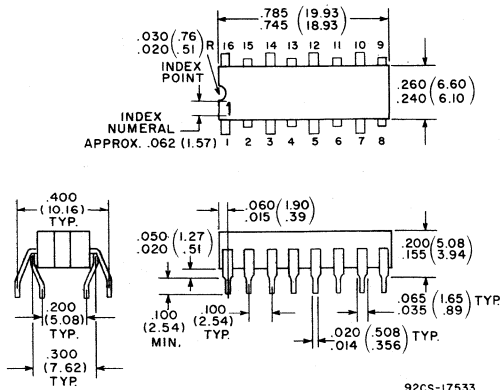 .785 (19.93)
.745 (18.93)
.030 (.76)
.020 (.51) R
16 15 14 13 12 11 10 9
INDEX
POINT
.260 (6.60)
.240 (6.10)
INDEX
NUMERAL
APPROX. .062 (1.57)
1
1 2 3 4 5 6 7 8
.400
(10.16)
TYP.
.060 (1.90)
.015 (.39)
.050 (1.27)
.020 (.51)
.200 (5.08)
.155 (3.94)
.200
(5.08)
TYP.
.100
(2.54)
MIN.
.100
(2.54)
TYP.
.065 (1.65) TYP.
.035 (.89)
.020 (.508) TYP.
.014 (.356)
.300
(7.62)
TYP.
92CS-17533